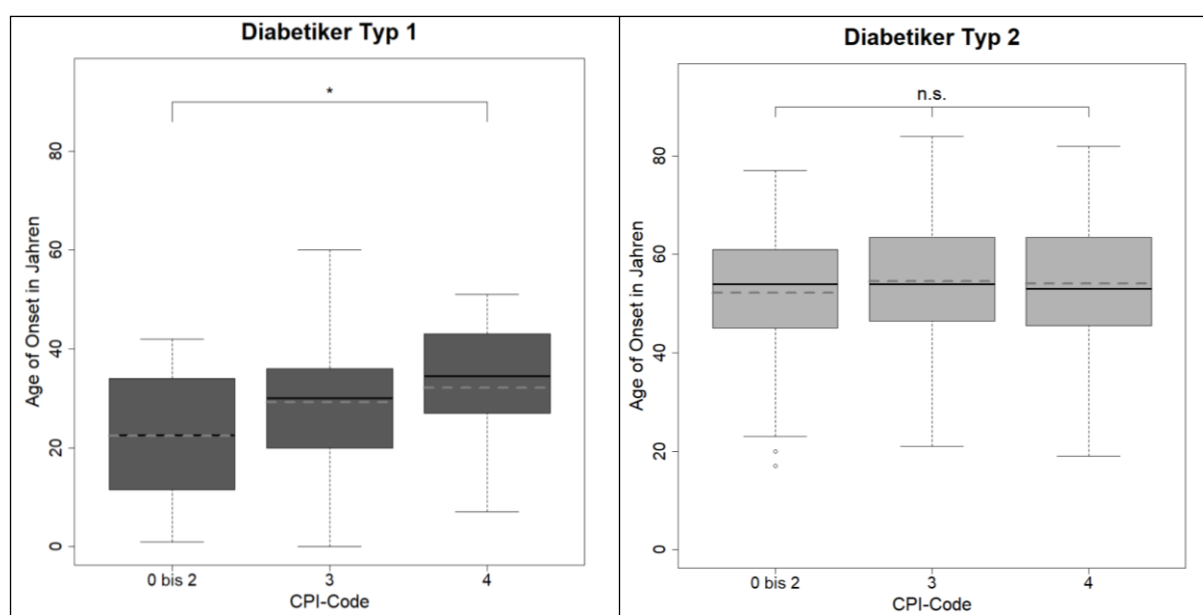 Diabetiker Typ 1
*
Age of Onset in Jahren
80
60
40
20
0
0 bis 2
3
4
CPI-Code
Diabetiker Typ 2
n.s.
Age of Onset in Jahren
80
60
40
20
0
0 bis 2
3
4
CPI-Code